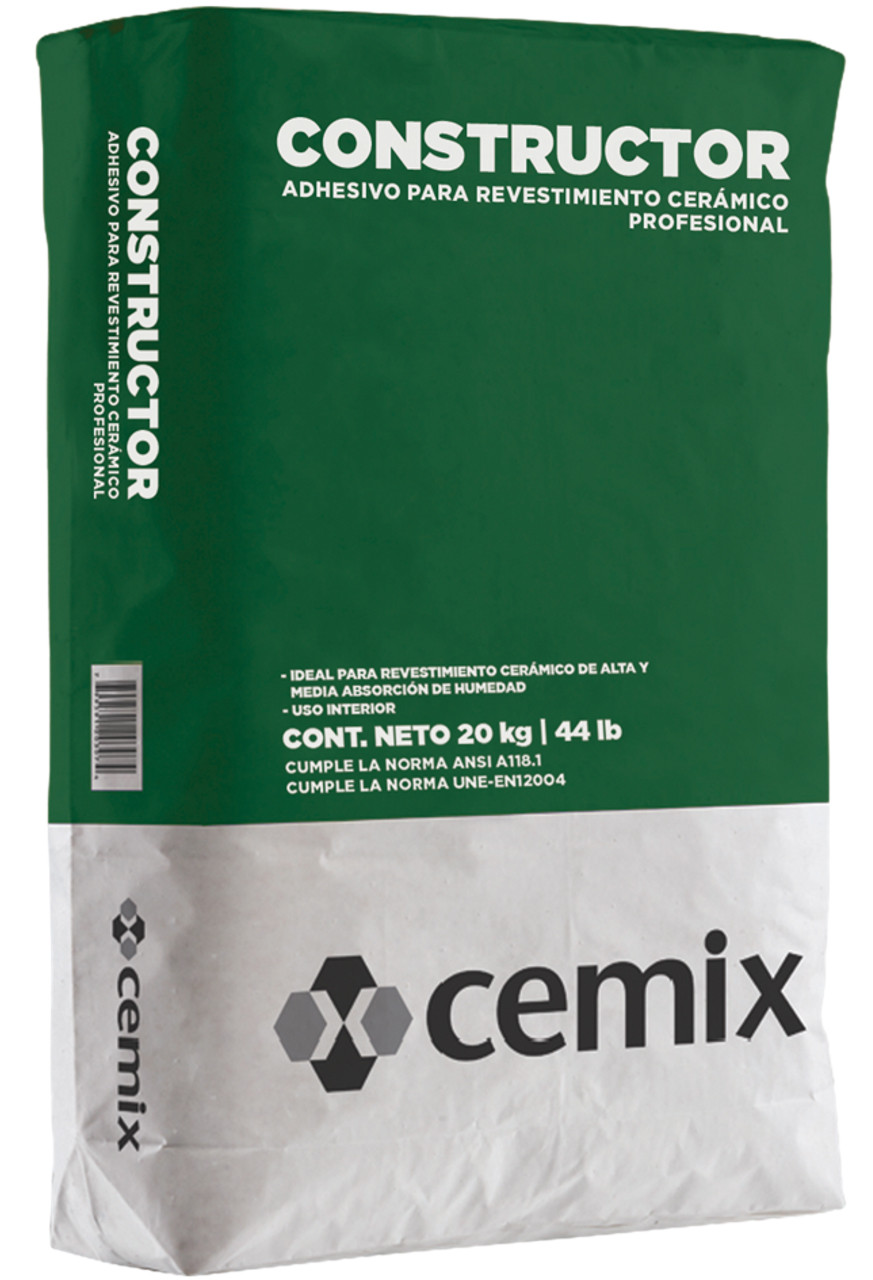 CONSTRUCTOR
ADHESIVO PARA REVESTIMIENTO CERÁMICO
PROFESIONAL
- IDEAL PARA REVESTIMIENTO CERÁMICO DE ALTA Y
MEDIA ABSORCIÓN DE HUMEDAD
- USO INTERIOR
CONT. NETO 20 kg | 44 lb
CUMPLE LA NORMA ANSI A118.1
CUMPLE LA NORMA UNE-EN12004
cemix
CONSTRUCTOR
ADHESIVO PARA REVESTIMIENTO CERÁMICO
PROFESIONAL
cemix